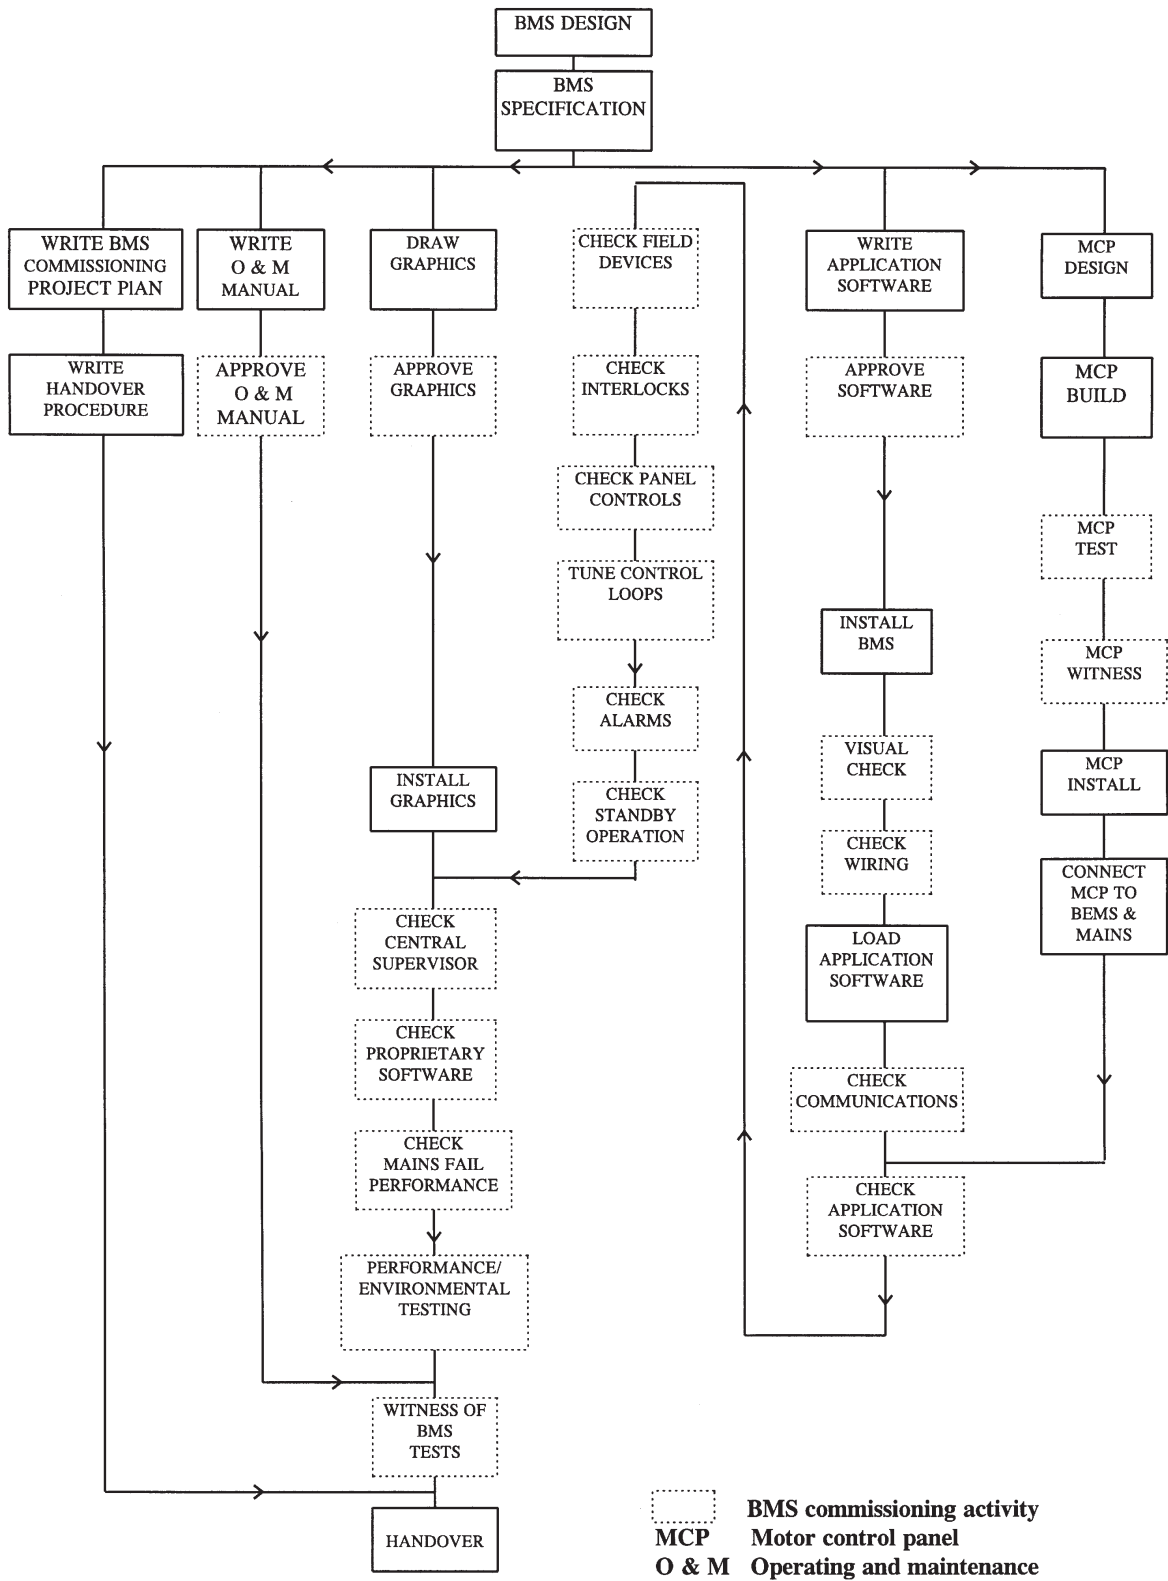 BMS DESIGN
BMS
SPECIFICATION
WRITE BMS
COMMISSIONING
PROJECT PIAN
WRITE
HANDOVER
PROCEDURE
WRITE
O & M
MANUAL
APPROVE
O & M
MANUAL
DRAW
GRAPHICS
APPROVE
GRAPHICS
INSTALL
GRAPHICS
CHECK
CENTRAL
SUPERVISOR
CHECK
PROPRIETARY
SOFTWARE
CHECK
MAINS FAIL
PERFORMANCE
PERFORMANCE/
ENVIRONMENTAL
TESTING
WITNESS OF
BMS
TESTS
HANDOVER
CHECK FIELD
DEVICES
CHECK
INTERLOCKS
CHECK PANEL
CONTROLS
TUNE CONTROL
LOOPS
CHECK
ALARMS
CHECK
STANDBY
OPERATION
WRITE
APPLICATION
SOFTWARE
APPROVE
SOFTWARE
INSTALL
BMS
VISUAL
CHECK
CHECK
WIRING
LOAD
APPLICATION
SOFTWARE
CHECK
COMMUNICATIONS
CHECK
APPLICATION
SOFTWARE
MCP
DESIGN
MCP
BUILD
MCP
TEST
MCP
WITNESS
MCP
INSTALL
CONNECT
MCP TO
BEMS &
MAINS
BMS commissioning activity
MCP Motor control panel
O & M Operating and maintenance